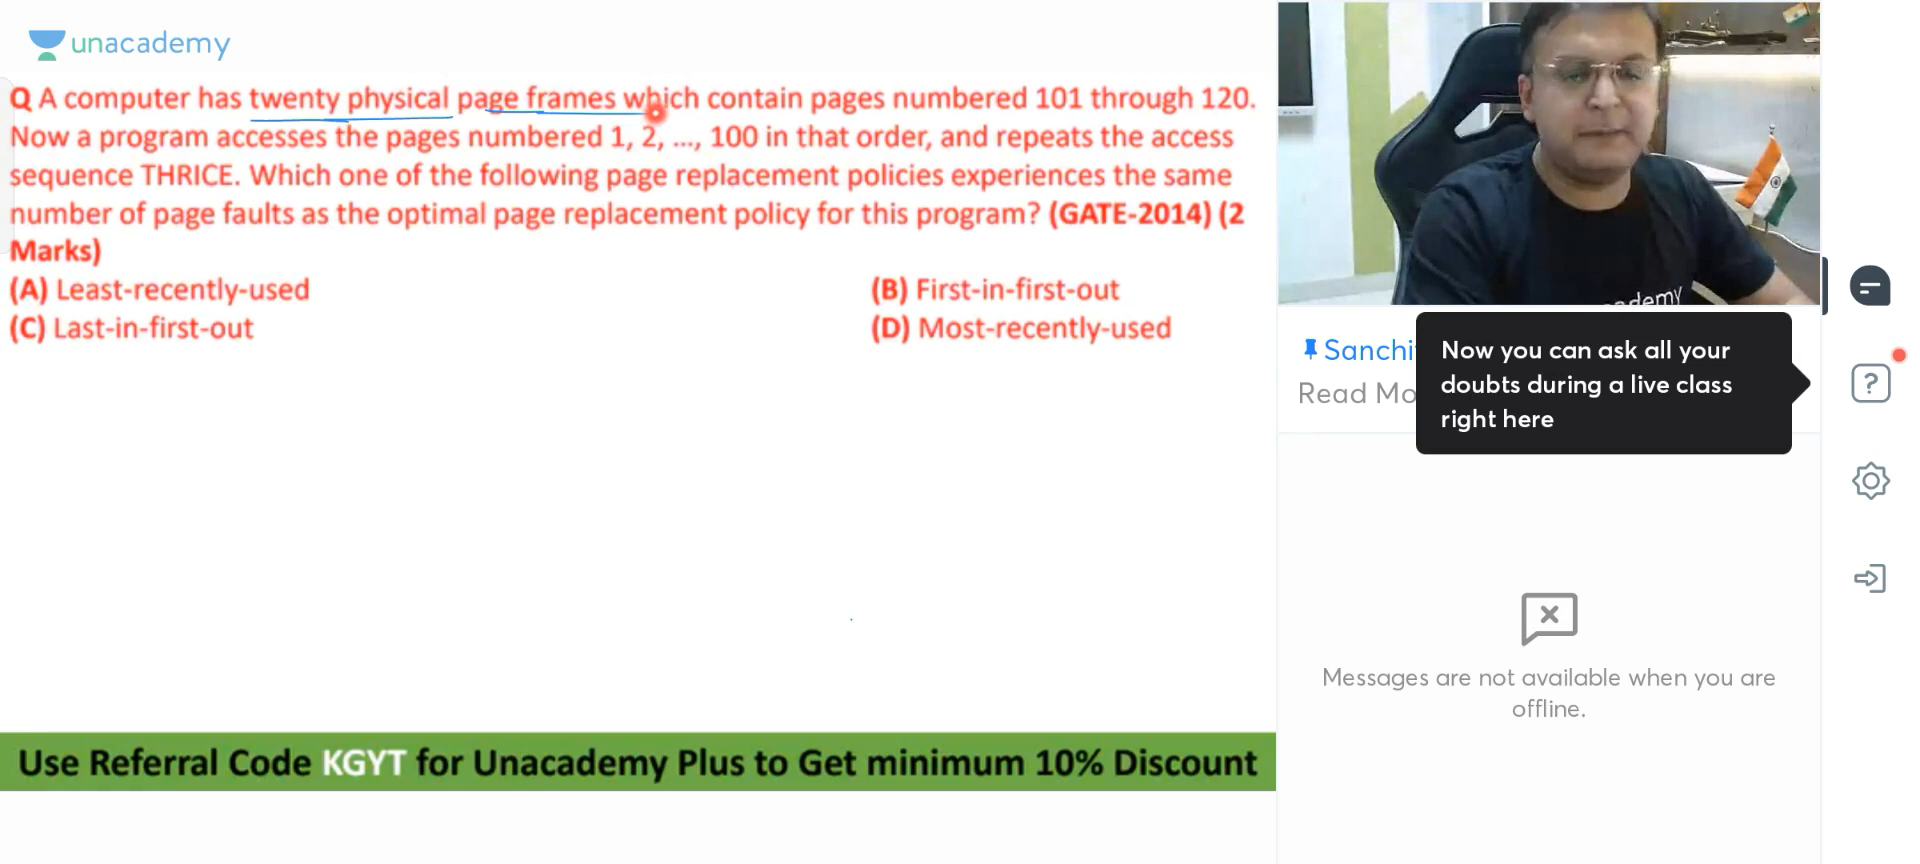 unacademy
Q A computer has twenty physical page frames which contain pages numbered 101 through 120.
Now a program accesses the pages numbered 1, 2, ..., 100 in that order, and repeats the access
sequence THRICE. Which one of the following page replacement policies experiences the same
number of page faults as the optimal page replacement policy for this program? (GATE-2014) (2
Marks)
(A) Least-recently-used (B) First-in-first-out
(C) Last-in-first-out (D) Most-recently-used
Use Referral Code KGYT for Unacademy Plus to Get minimum 10% Discount
Sanchi
Read Mo
Now you can ask all your
doubts during a live class
right here
Messages are not available when you are
offline.